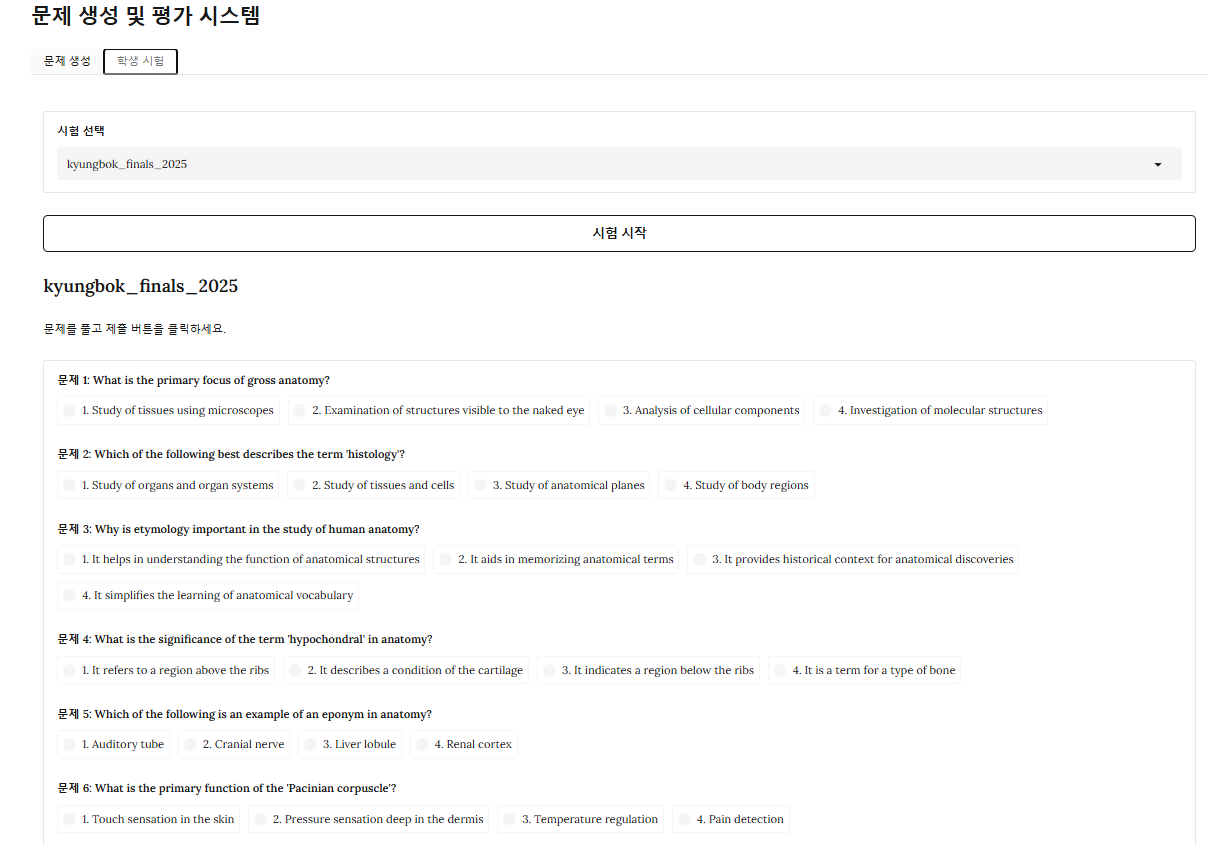 문제 생성 및 평가 시스템
문제 생성 학생 시험
시험 선택
kyungbok_finals_2025
시험 시작
kyungbok_finals_2025
문제를 풀고 제출 버튼을 클릭하세요.
문제 1: What is the primary focus of gross anatomy?
1. Study of tissues using microscopes 2. Examination of structures visible to the naked eye 3. Analysis of cellular components 4. Investigation of molecular structures
문제 2: Which of the following best describes the term 'histology'?
1. Study of organs and organ systems 2. Study of tissues and cells 3. Study of anatomical planes 4. Study of body regions
문제 3: Why is etymology important in the study of human anatomy?
1. It helps in understanding the function of anatomical structures 2. It aids in memorizing anatomical terms 3. It provides historical context for anatomical discoveries
4. It simplifies the learning of anatomical vocabulary
문제 4: What is the significance of the term 'hypochondral' in anatomy?
1. It refers to a region above the ribs 2. It describes a condition of the cartilage 3. It indicates a region below the ribs 4. It is a term for a type of bone
문제 5: Which of the following is an example of an eponym in anatomy?
1. Auditory tube 2. Cranial nerve 3. Liver lobule 4. Renal cortex
문제 6: What is the primary function of the 'Pacinian corpuscle'?
1. Touch sensation in the skin 2. Pressure sensation deep in the dermis 3. Temperature regulation 4. Pain detection